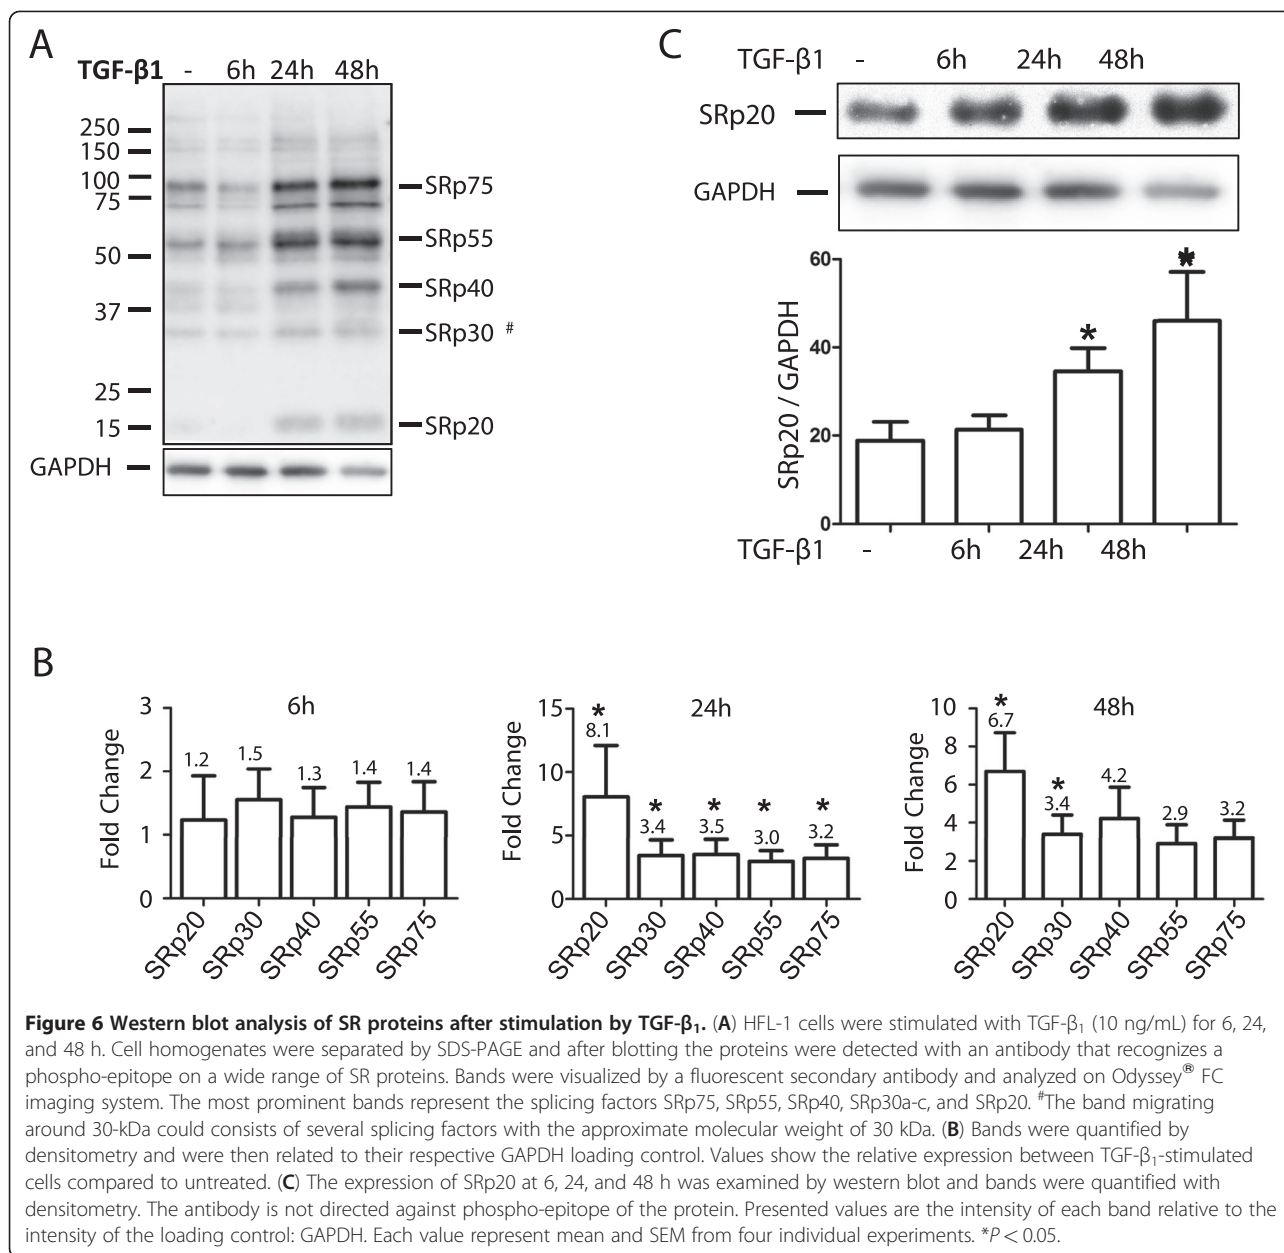 A
TGF-β1 - 6h 24h 48h
250
150
100
75
50
37
25
15
SRp75
SRp55
SRp40
SRp30 #
SRp20
GAPDH
C
TGF-β1 - 6h 24h 48h
SRp20
GAPDH
SRp20 / GAPDH
60
40
20
0
*
*
TGF-β1 - 6h 24h 48h
B
6h
Fold Change
3
2
1
0
1.2 1.5 1.3 1.4 1.4
SRp20 SRp30 SRp40 SRp55 SRp75
24h
Fold Change
15
10
5
0
* * * * *
8.1 3.4 3.5 3.0 3.2
SRp20 SRp30 SRp40 SRp55 SRp75
48h
Fold Change
10
8
6
4
2
0
* *
6.7 3.4 4.2 2.9 3.2
SRp20 SRp30 SRp40 SRp55 SRp75
Figure 6 Western blot analysis of SR proteins after stimulation by TGF-β₁. (A) HFL-1 cells were stimulated with TGF-β₁ (10 ng/mL) for 6, 24,
and 48 h. Cell homogenates were separated by SDS-PAGE and after blotting the proteins were detected with an antibody that recognizes a
phospho-epitope on a wide range of SR proteins. Bands were visualized by a fluorescent secondary antibody and analyzed on Odyssey® FC
imaging system. The most prominent bands represent the splicing factors SRp75, SRp55, SRp40, SRp30a-c, and SRp20. #The band migrating
around 30-kDa could consists of several splicing factors with the approximate molecular weight of 30 kDa. (B) Bands were quantified by
densitometry and were then related to their respective GAPDH loading control. Values show the relative expression between TGF-β₁-stimulated
cells compared to untreated. (C) The expression of SRp20 at 6, 24, and 48 h was examined by western blot and bands were quantified with
densitometry. The antibody is not directed against phospho-epitope of the protein. Presented values are the intensity of each band relative to the
intensity of the loading control: GAPDH. Each value represent mean and SEM from four individual experiments. *P < 0.05.